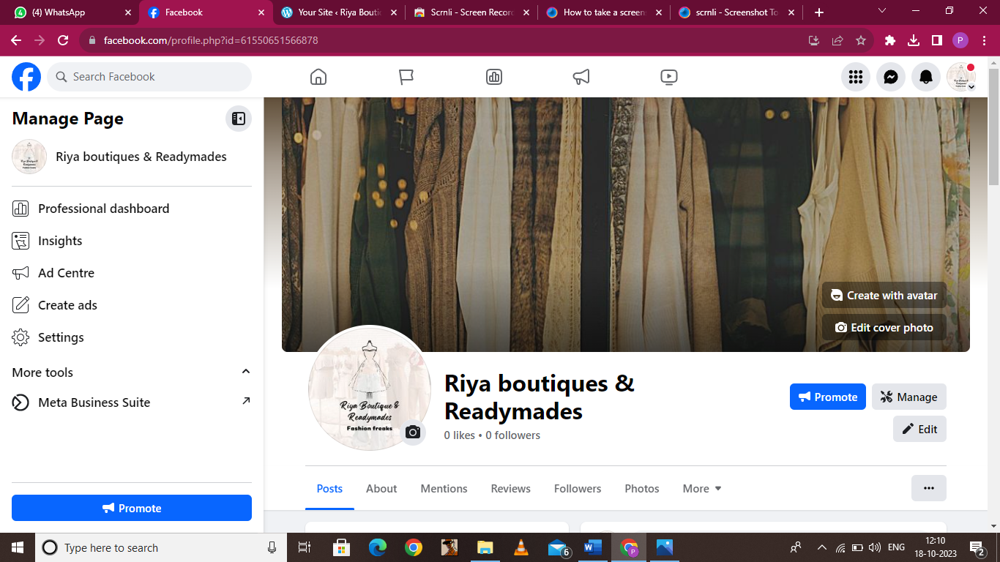 (4) WhatsApp
Facebook
Your Site ‹ Riya Boutic
Scrnli - Screen Record
How to take a screens
scrnli - Screenshot To
facebook.com/profile.php?id=61550651566878
P
Search Facebook
Manage Page
Riya boutiques & Readymades
Professional dashboard
Insights
Ad Centre
Create ads
Settings
More tools
Meta Business Suite
Promote
Create with avatar
Edit cover photo
Riya Boutique &
Readymades
Fashion freaks
Riya boutiques &
Readymades
0 likes • 0 followers
Promote
Manage
Edit
Posts
About
Mentions
Reviews
Followers
Photos
More
Type here to search
6
ENG
12:10
18-10-2023
2